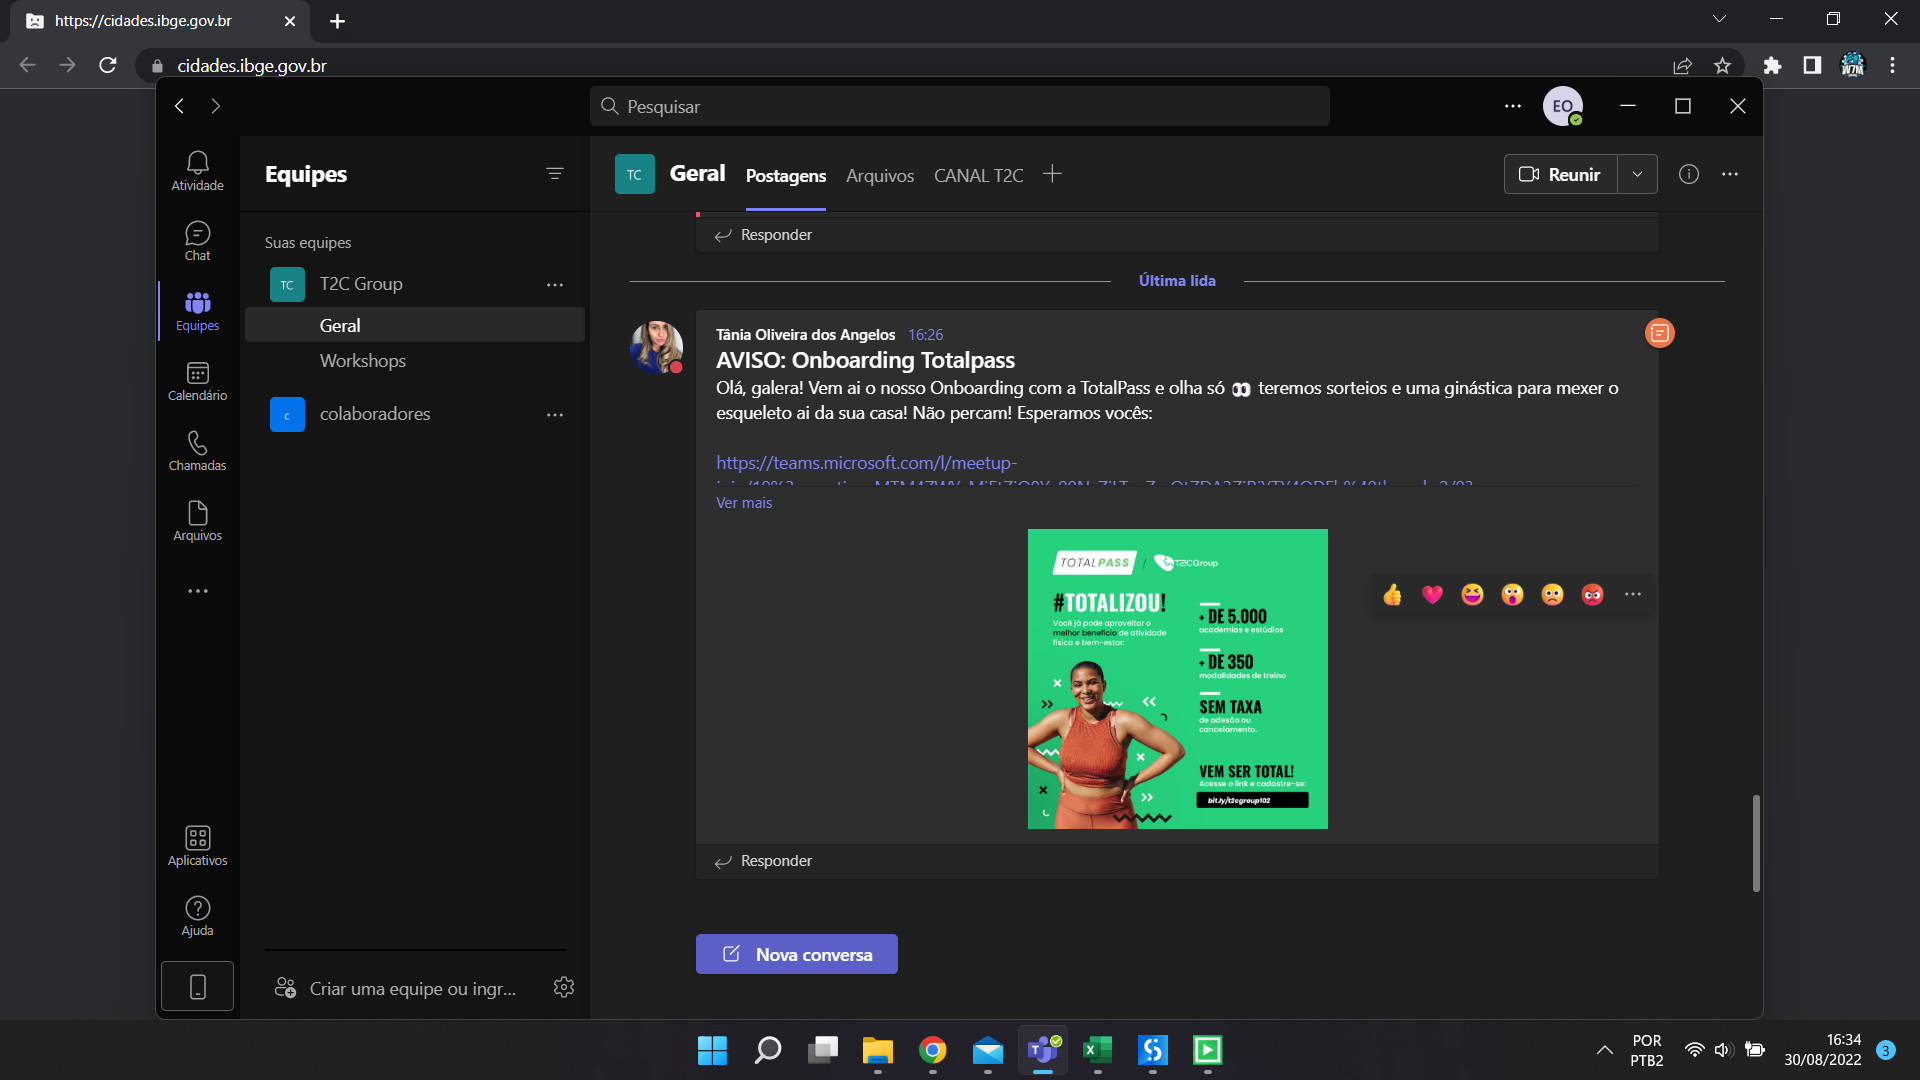 https://cidades.ibge.gov.br
cidades.ibge.gov.br
Pesquisar
EO
Atividade
Chat
Equipes
Calendário
Chamadas
Arquivos
Aplicativos
Ajuda
Equipes
Suas equipes
TC T2C Group
Geral
Workshops
c colaboradores
Criar uma equipe ou ingr...
TC Geral Postagens Arquivos CANAL T2C
Reunir
Responder
Última lida
Tânia Oliveira dos Angelos 16:26
AVISO: Onboarding Totalpass
Olá, galera! Vem ai o nosso Onboarding com a TotalPass e olha só 👀 teremos sorteios e uma ginástica para mexer o
esqueleto ai da sua casa! Não percam! Esperamos vocês:
https://teams.microsoft.com/l/meetup-
Ver mais
TOTALPASS / T2CGroup
#TOTALIZOU!
Você já pode aproveitar o
melhor benefício de atividade
física e bem-estar:
+ DE 5.000
academias e estúdios
+ DE 350
modalidades de treino
SEM TAXA
de adesão ou
cancelamento.
VEM SER TOTAL!
Acesse o link e cadastre-se:
bit.ly/t2cgroup102
Responder
Nova conversa
POR
PTB2
16:34
30/08/2022
3